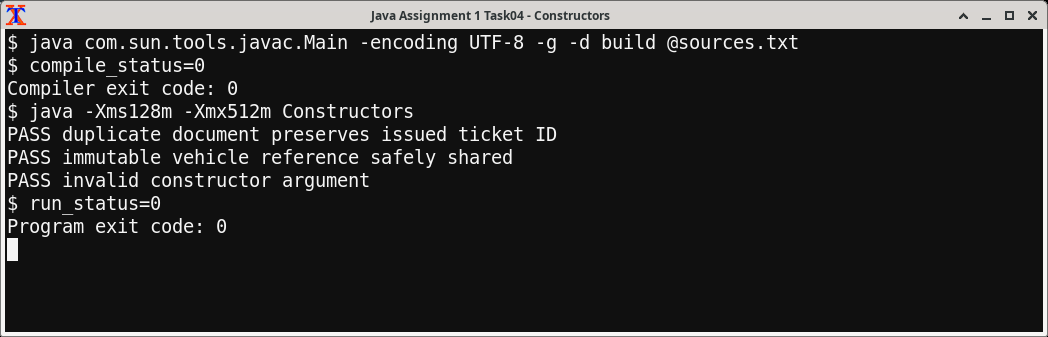 Java Assignment 1 Task04 - Constructors
$ java com.sun.tools.javac.Main -encoding UTF-8 -g -d build @sources.txt
$ compile_status=0
Compiler exit code: 0
$ java -Xms128m -Xmx512m Constructors
PASS duplicate document preserves issued ticket ID
PASS immutable vehicle reference safely shared
PASS invalid constructor argument
$ run_status=0
Program exit code: 0